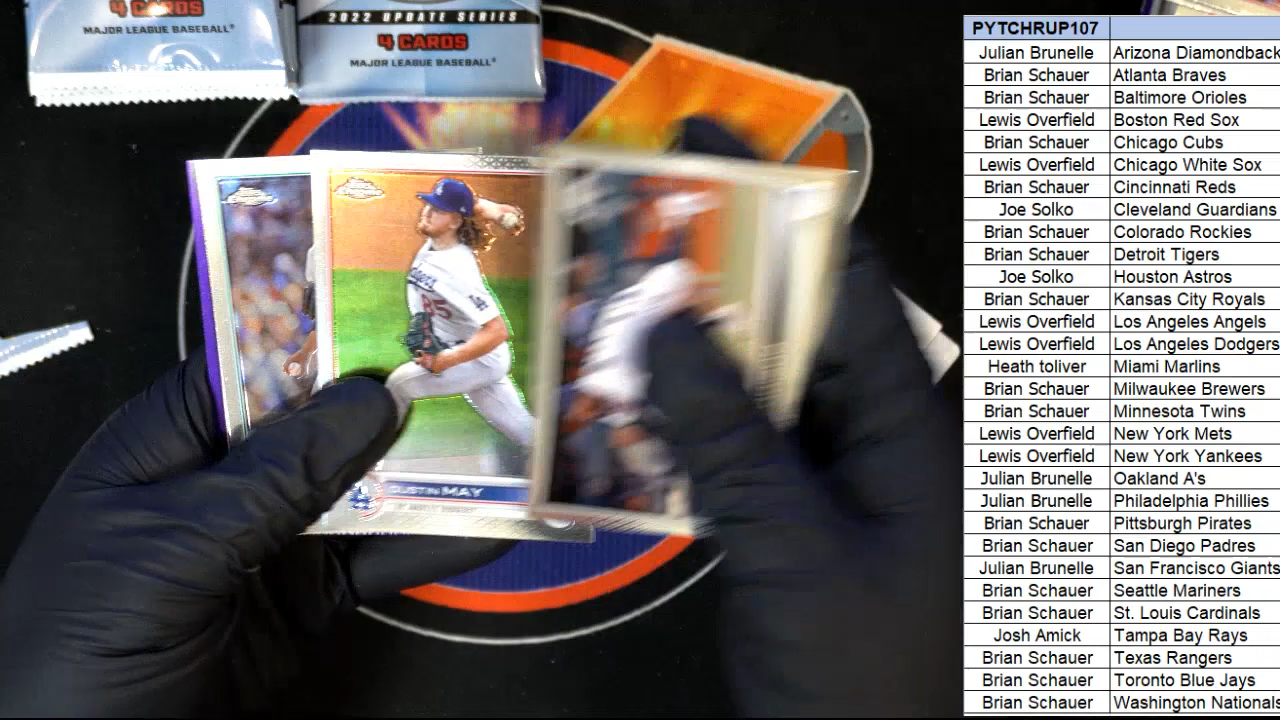 4 CARDS
MAJOR LEAGUE BASEBALL®
2022 UPDATE SERIES
4 CARDS
MAJOR LEAGUE BASEBALL®
85
LA
DUSTIN MAY
PYTCHRUP107
Julian Brunelle Arizona Diamondback
Brian Schauer Atlanta Braves
Brian Schauer Baltimore Orioles
Lewis Overfield Boston Red Sox
Brian Schauer Chicago Cubs
Lewis Overfield Chicago White Sox
Brian Schauer Cincinnati Reds
Joe Solko Cleveland Guardians
Brian Schauer Colorado Rockies
Brian Schauer Detroit Tigers
Joe Solko Houston Astros
Brian Schauer Kansas City Royals
Lewis Overfield Los Angeles Angels
Lewis Overfield Los Angeles Dodgers
Heath toliver Miami Marlins
Brian Schauer Milwaukee Brewers
Brian Schauer Minnesota Twins
Lewis Overfield New York Mets
Lewis Overfield New York Yankees
Julian Brunelle Oakland A's
Julian Brunelle Philadelphia Phillies
Brian Schauer Pittsburgh Pirates
Brian Schauer San Diego Padres
Julian Brunelle San Francisco Giants
Brian Schauer Seattle Mariners
Brian Schauer St. Louis Cardinals
Josh Amick Tampa Bay Rays
Brian Schauer Texas Rangers
Brian Schauer Toronto Blue Jays
Brian Schauer Washington Nationals